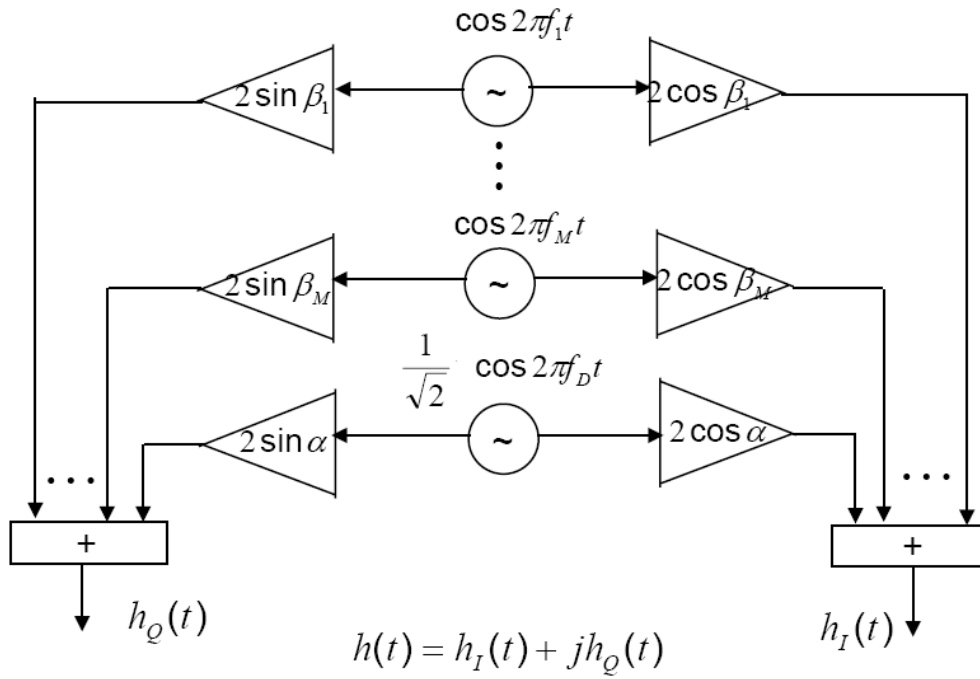 cos 2πf₁t
2 sin β₁
~
2 cos β₁
⋮
cos 2πf_M t
2 sin β_M
~
2 cos β_M
1/√2 cos 2πf_D t
2 sin α
~
2 cos α
... ...
+ +
h_Q(t) h_I(t)
h(t) = h_I(t) + jh_Q(t)